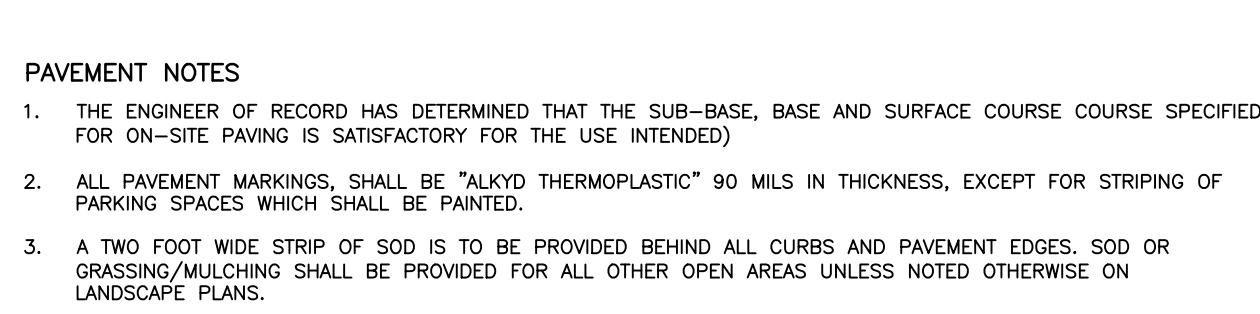 PAVEMENT NOTES
1. THE ENGINEER OF RECORD HAS DETERMINED THAT THE SUB-BASE, BASE AND SURFACE COURSE COURSE SPECIFIED
FOR ON-SITE PAVING IS SATISFACTORY FOR THE USE INTENDED)
2. ALL PAVEMENT MARKINGS, SHALL BE "ALKYD THERMOPLASTIC" 90 MILS IN THICKNESS, EXCEPT FOR STRIPING OF
PARKING SPACES WHICH SHALL BE PAINTED.
3. A TWO FOOT WIDE STRIP OF SOD IS TO BE PROVIDED BEHIND ALL CURBS AND PAVEMENT EDGES. SOD OR
GRASSING/MULCHING SHALL BE PROVIDED FOR ALL OTHER OPEN AREAS UNLESS NOTED OTHERWISE ON
LANDSCAPE PLANS.